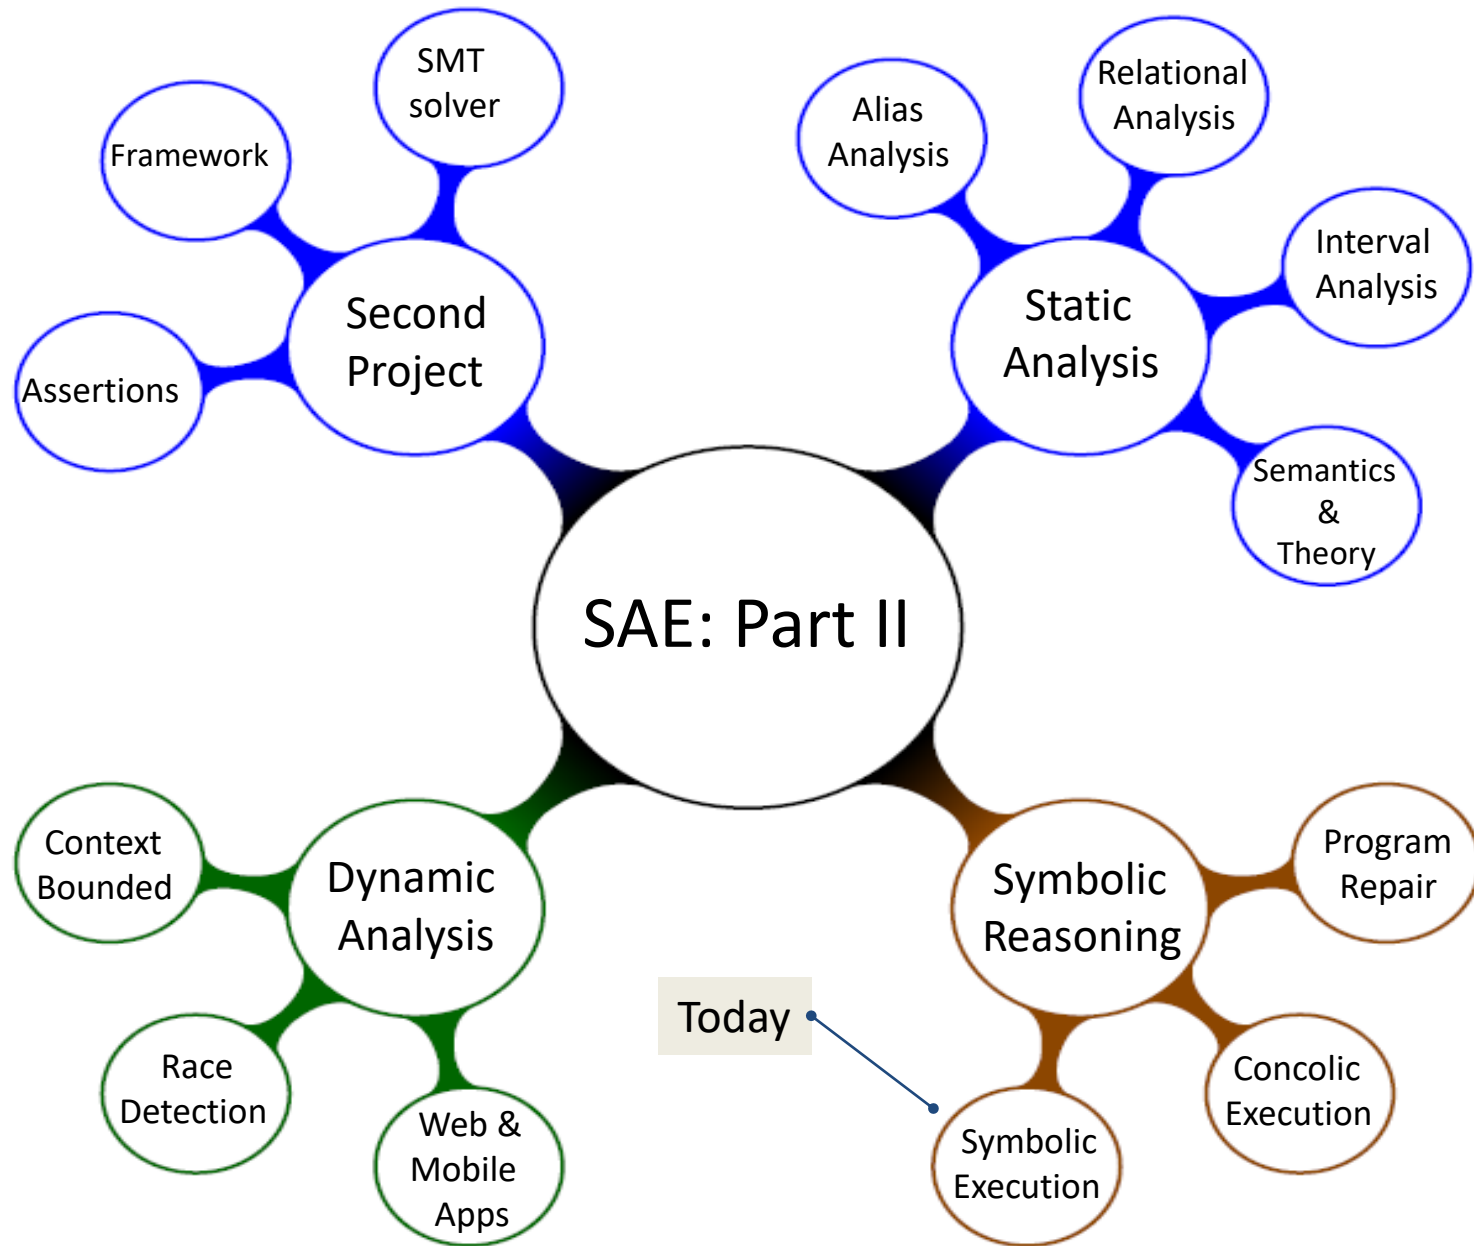 SMT
solver
Framework
Assertions
Second
Project
Alias
Analysis
Relational
Analysis
Interval
Analysis
Static
Analysis
Semantics
&
Theory
SAE: Part II
Context
Bounded
Dynamic
Analysis
Race
Detection
Web &
Mobile
Apps
Today
Symbolic
Reasoning
Program
Repair
Concolic
Execution
Symbolic
Execution